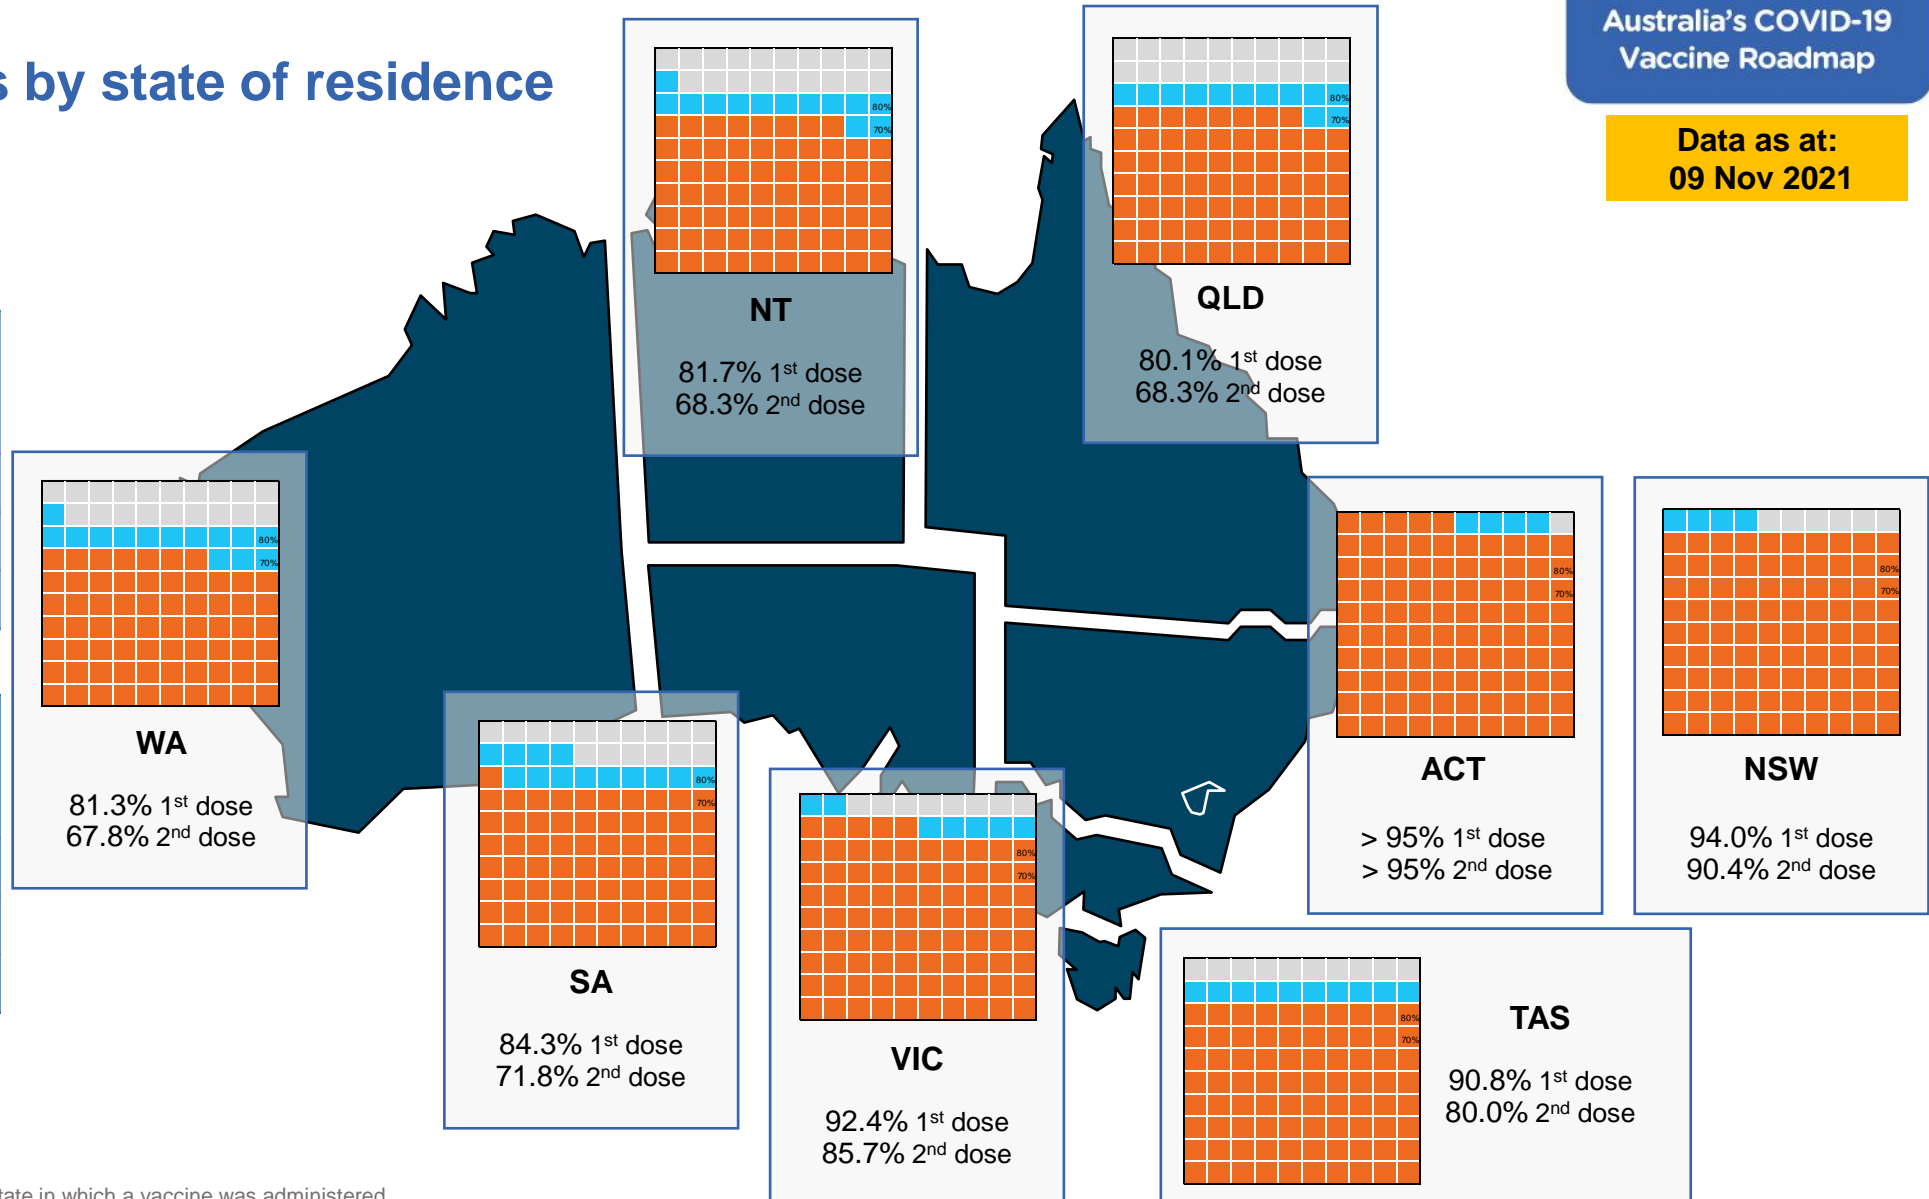 Australia's COVID-19
Vaccine Roadmap
by state of residence
Data as at:
09 Nov 2021
80%
70%
NT
81.7% 1st dose
68.3% 2nd dose
80%
70%
QLD
80.1% 1st dose
68.3% 2nd dose
80%
70%
WA
81.3% 1st dose
67.8% 2nd dose
80%
70%
SA
84.3% 1st dose
71.8% 2nd dose
80%
70%
VIC
92.4% 1st dose
85.7% 2nd dose
80%
70%
ACT
> 95% 1st dose
> 95% 2nd dose
80%
70%
NSW
94.0% 1st dose
90.4% 2nd dose
80%
70%
TAS
90.8% 1st dose
80.0% 2nd dose
in which a vaccine was administered